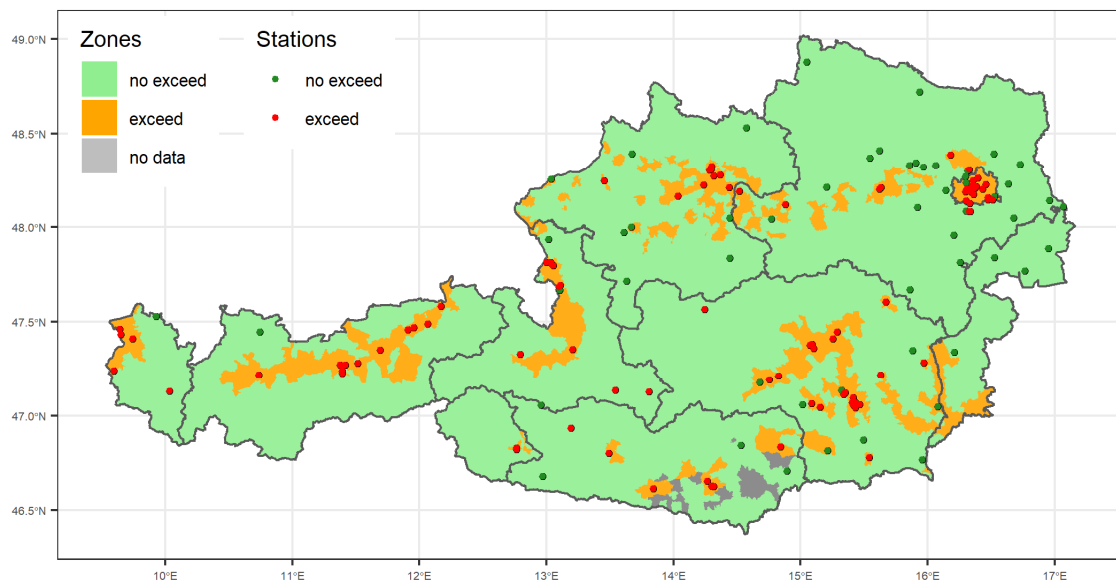 Zones
no exceed
exceed
no data
Stations
no exceed
exceed
49.0°N
48.5°N
48.0°N
47.5°N
47.0°N
46.5°N
10°E 11°E 12°E 13°E 14°E 15°E 16°E 17°E